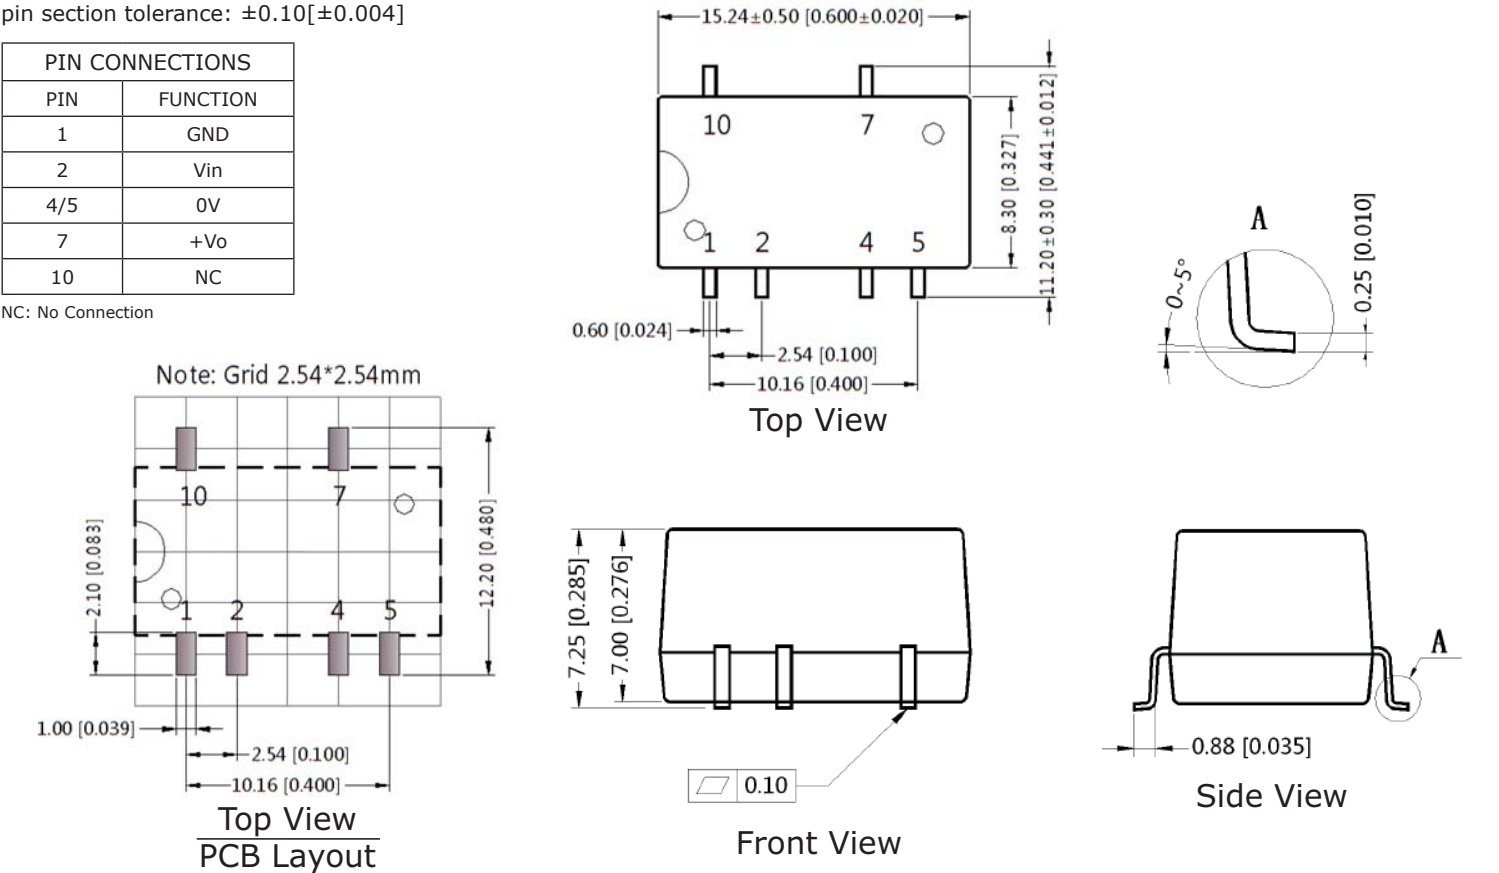 pin section tolerance: ±0.10[±0.004]
PIN CONNECTIONS
PIN FUNCTION
1 GND
2 Vin
4/5 0V
7 +Vo
10 NC
NC: No Connection
15.24±0.50 [0.600±0.020]
10 7
1 2 4 5
8.30 [0.327]
11.20±0.30 [0.441±0.012]
0.60 [0.024]
2.54 [0.100]
10.16 [0.400]
Top View
A
0~5°
0.25 [0.010]
Note: Grid 2.54*2.54mm
10 7
1 2 4 5
2.10 [0.083]
12.20 [0.480]
1.00 [0.039]
2.54 [0.100]
10.16 [0.400]
Top View
PCB Layout
7.25 [0.285]
7.00 [0.276]
0.10
Front View
A
0.88 [0.035]
Side View